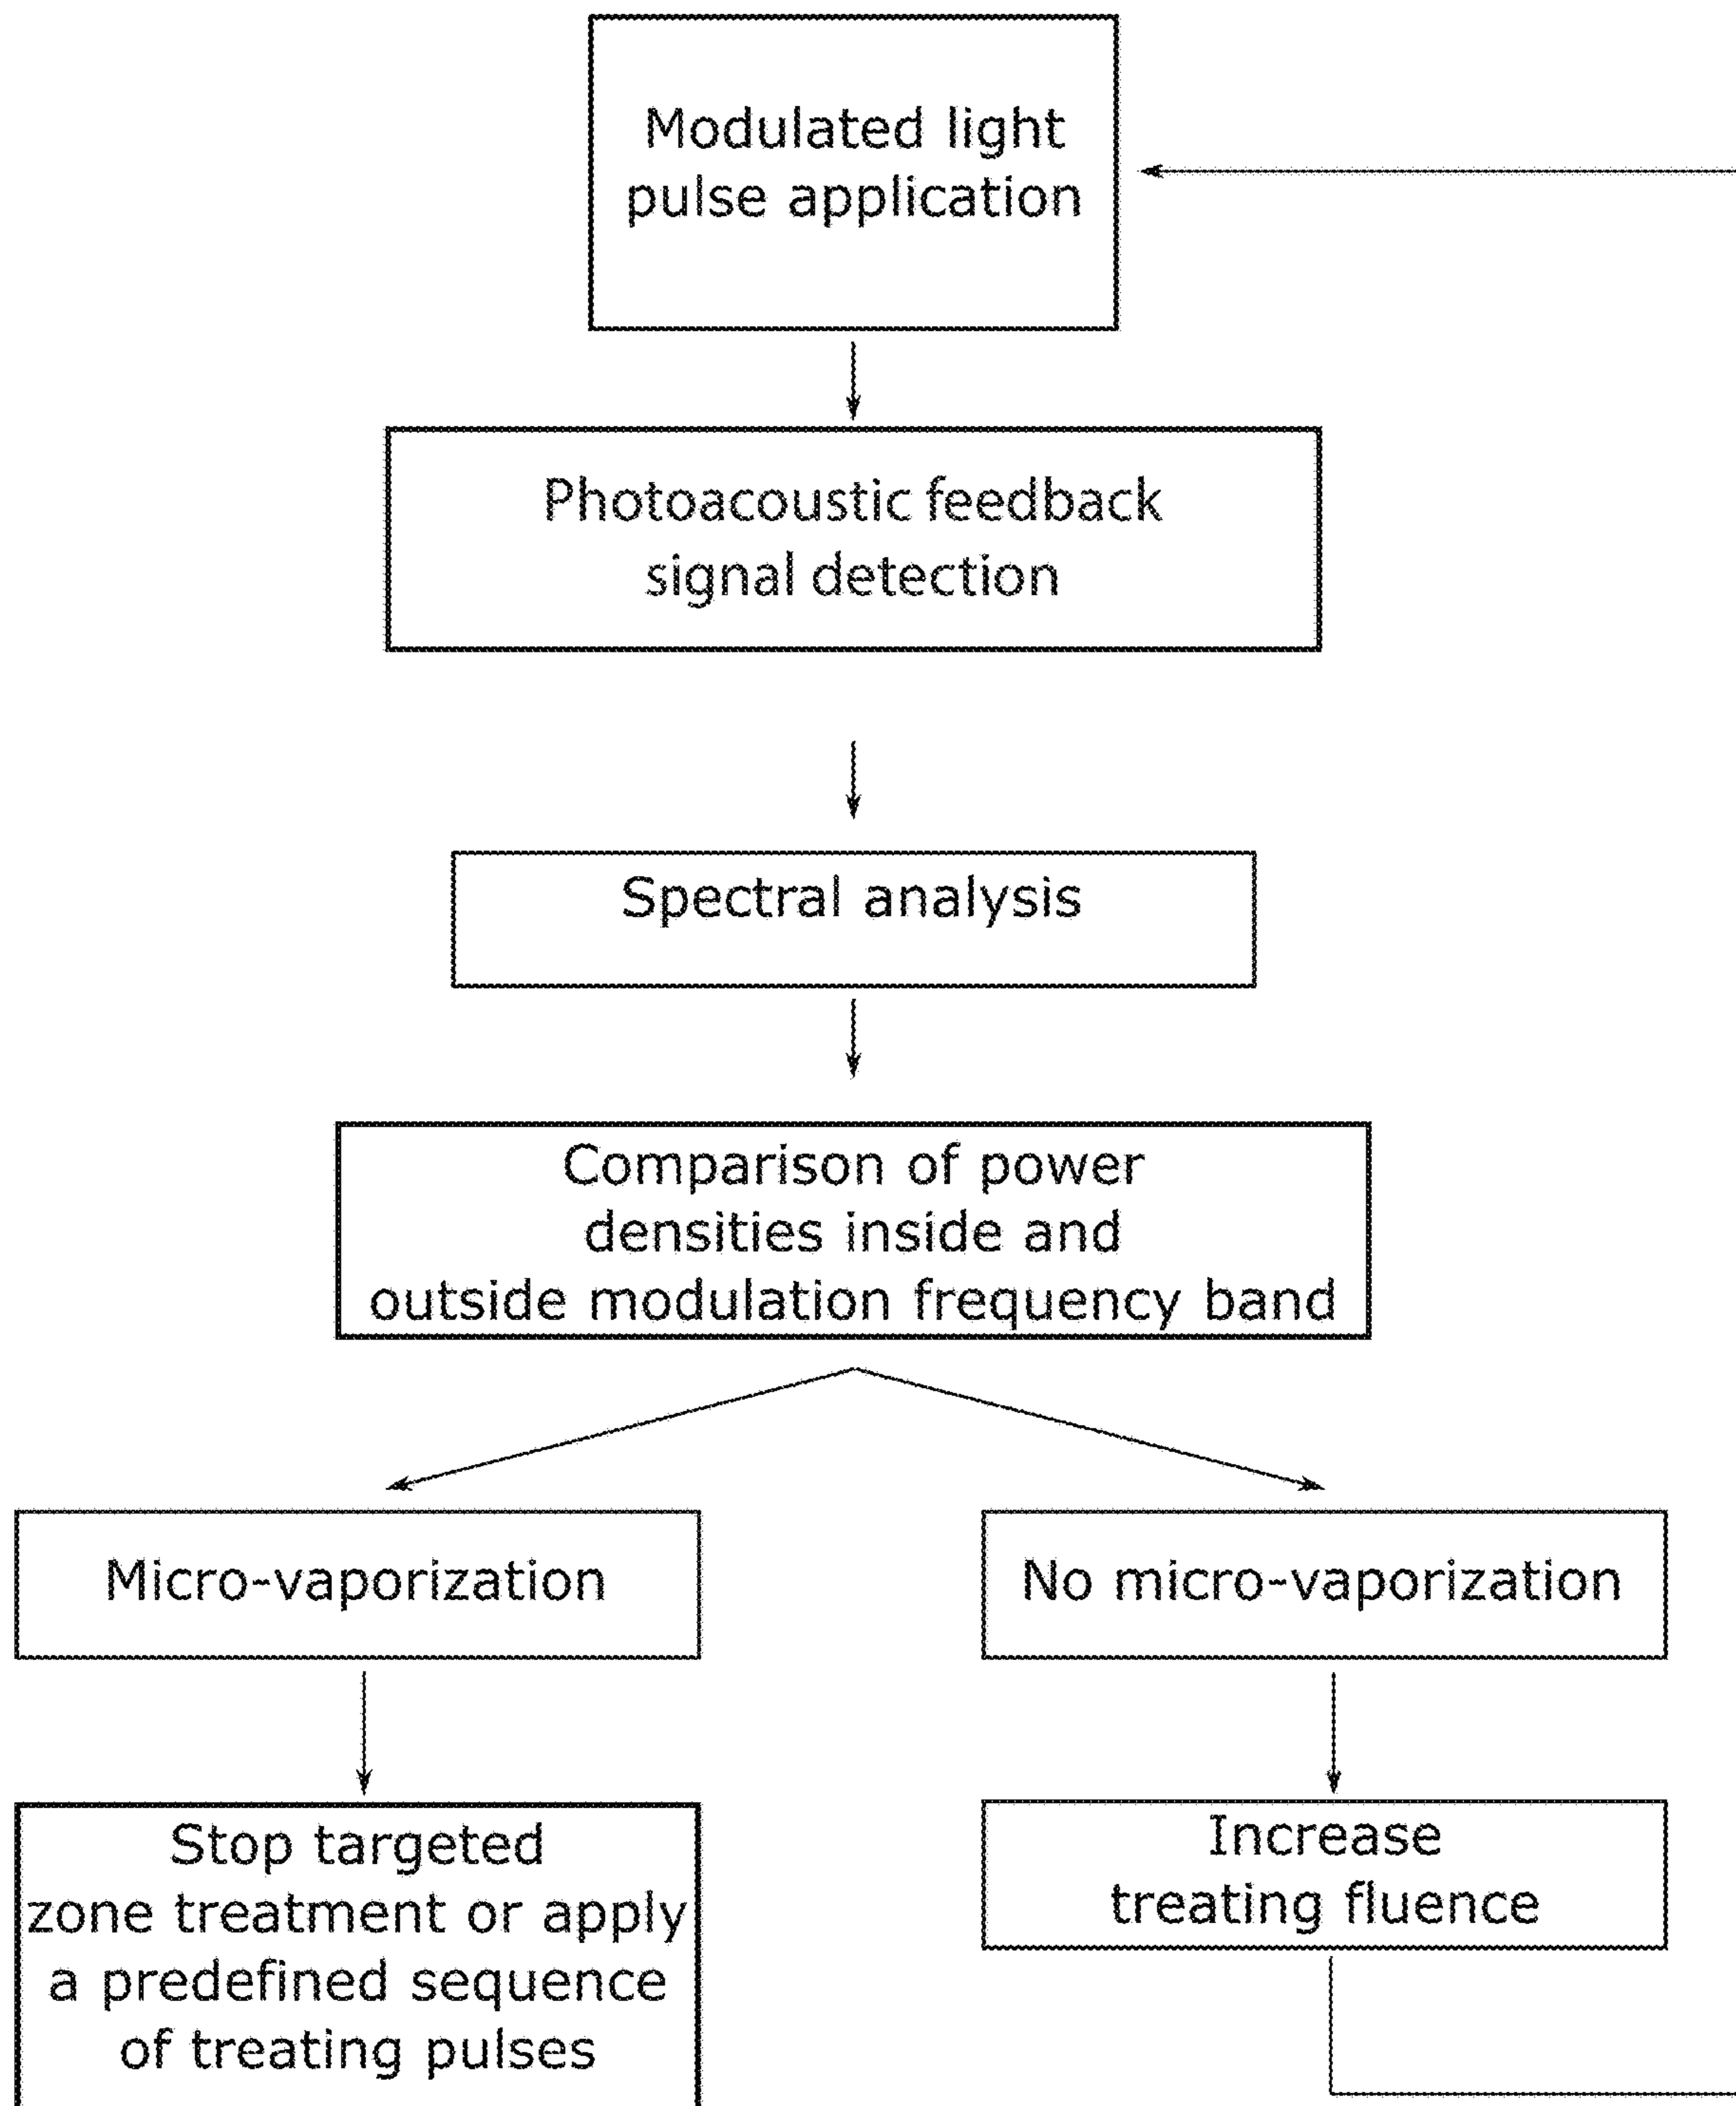 Modulated light
pulse application
Photoacoustic feedback
signal detection
Spectral analysis
Comparison of power
densities inside and
outside modulation frequency band
Micro-vaporization
No micro-vaporization
Stop targeted
zone treatment or apply
a predefined sequence
of treating pulses
Increase
treating fluence